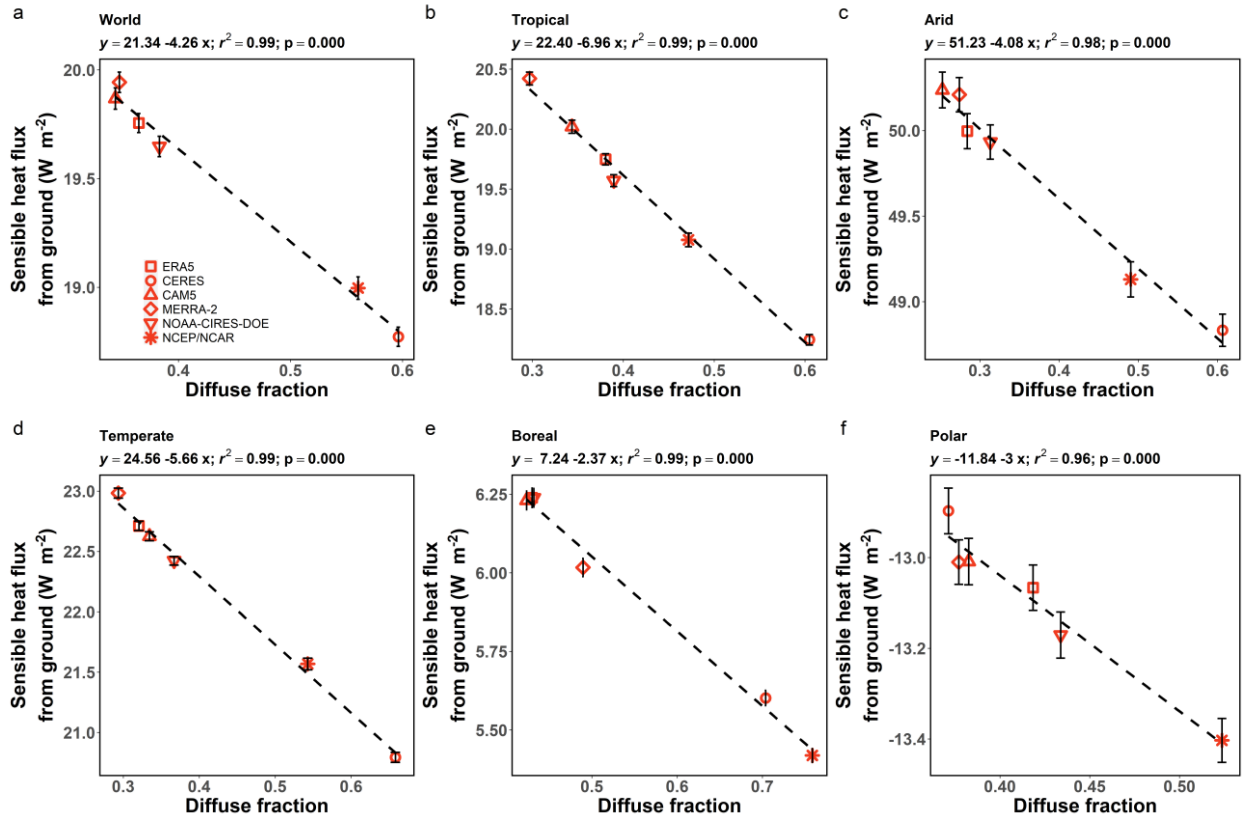 a
World
y = 21.34 -4.26 x; r² = 0.99; p = 0.000
Sensible heat flux
from ground (W m⁻²)
20.0
19.5
19.0
0.4
0.5
0.6
Diffuse fraction
ERA5
CERES
CAM5
MERRA-2
NOAA-CIRES-DOE
NCEP/NCAR
b
Tropical
y = 22.40 -6.96 x; r² = 0.99; p = 0.000
Sensible heat flux
from ground (W m⁻²)
20.5
20.0
19.5
19.0
18.5
0.3
0.4
0.5
0.6
Diffuse fraction
c
Arid
y = 51.23 -4.08 x; r² = 0.98; p = 0.000
Sensible heat flux
from ground (W m⁻²)
50.0
49.5
49.0
0.3
0.4
0.5
0.6
Diffuse fraction
d
Temperate
y = 24.56 -5.66 x; r² = 0.99; p = 0.000
Sensible heat flux
from ground (W m⁻²)
23.0
22.5
22.0
21.5
21.0
0.3
0.4
0.5
0.6
Diffuse fraction
e
Boreal
y = 7.24 -2.37 x; r² = 0.99; p = 0.000
Sensible heat flux
from ground (W m⁻²)
6.25
6.00
5.75
5.50
0.5
0.6
0.7
Diffuse fraction
f
Polar
y = -11.84 -3 x; r² = 0.96; p = 0.000
Sensible heat flux
from ground (W m⁻²)
-13.0
-13.2
-13.4
0.40
0.45
0.50
Diffuse fraction